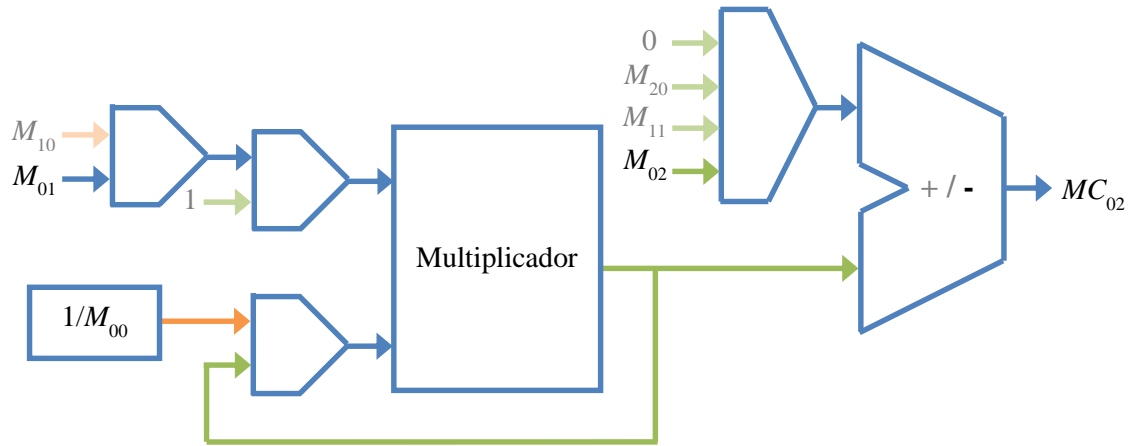 0
M₂₀
M₁₁
M₀₂
M₁₀
M₀₁
1
+ / -
MC₀₂
Multiplicador
1/M₀₀